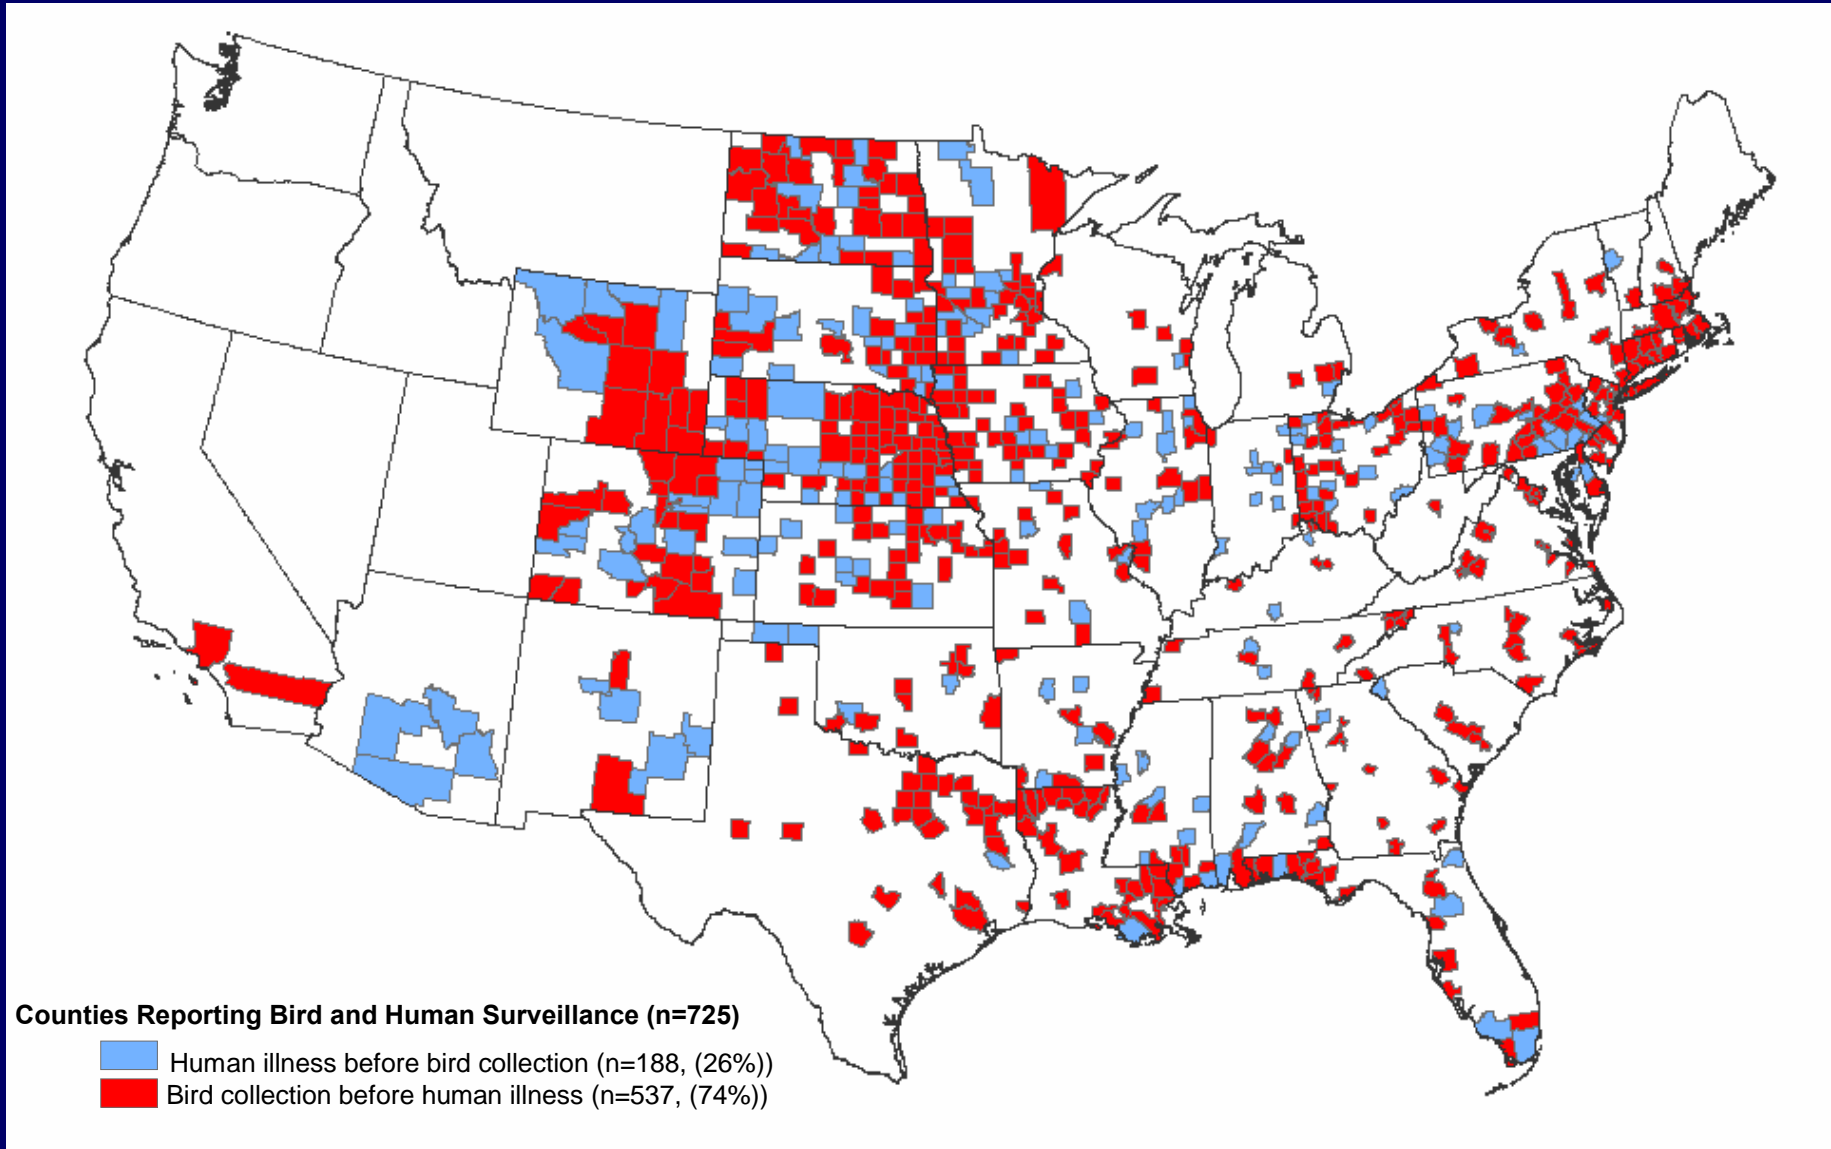 Counties Reporting Bird and Human Surveillance (n=725)
Human illness before bird collection (n=188, (26%))
Bird collection before human illness (n=537, (74%))